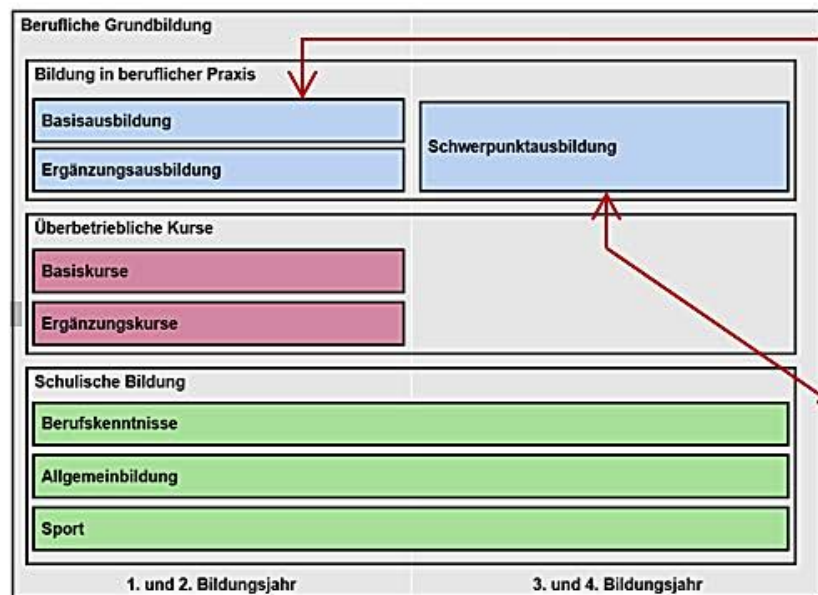 Berufliche Grundbildung
Bildung in beruflicher Praxis
Basisausbildung
Ergänzungsausbildung
Schwerpunktausbildung
Überbetriebliche Kurse
Basiskurse
Ergänzungskurse
Schulische Bildung
Berufskenntnisse
Allgemeinbildung
Sport
1. und 2. Bildungsjahr
3. und 4. Bildungsjahr